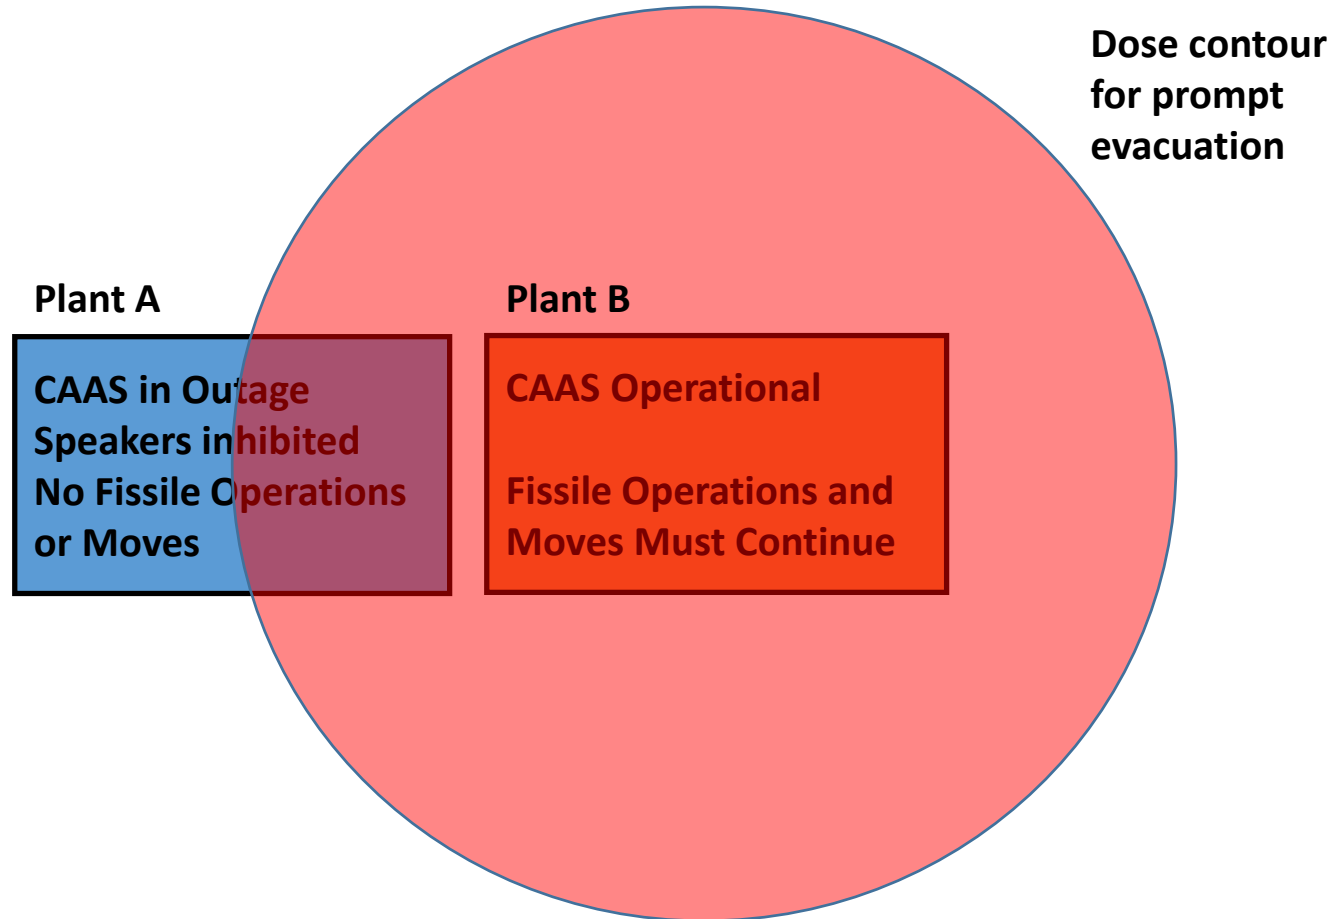 Dose contour
for prompt
evacuation
Plant A
CAAS in Outage
Speakers inhibited
No Fissile Operations
or Moves
Plant B
CAAS Operational
Fissile Operations and
Moves Must Continue